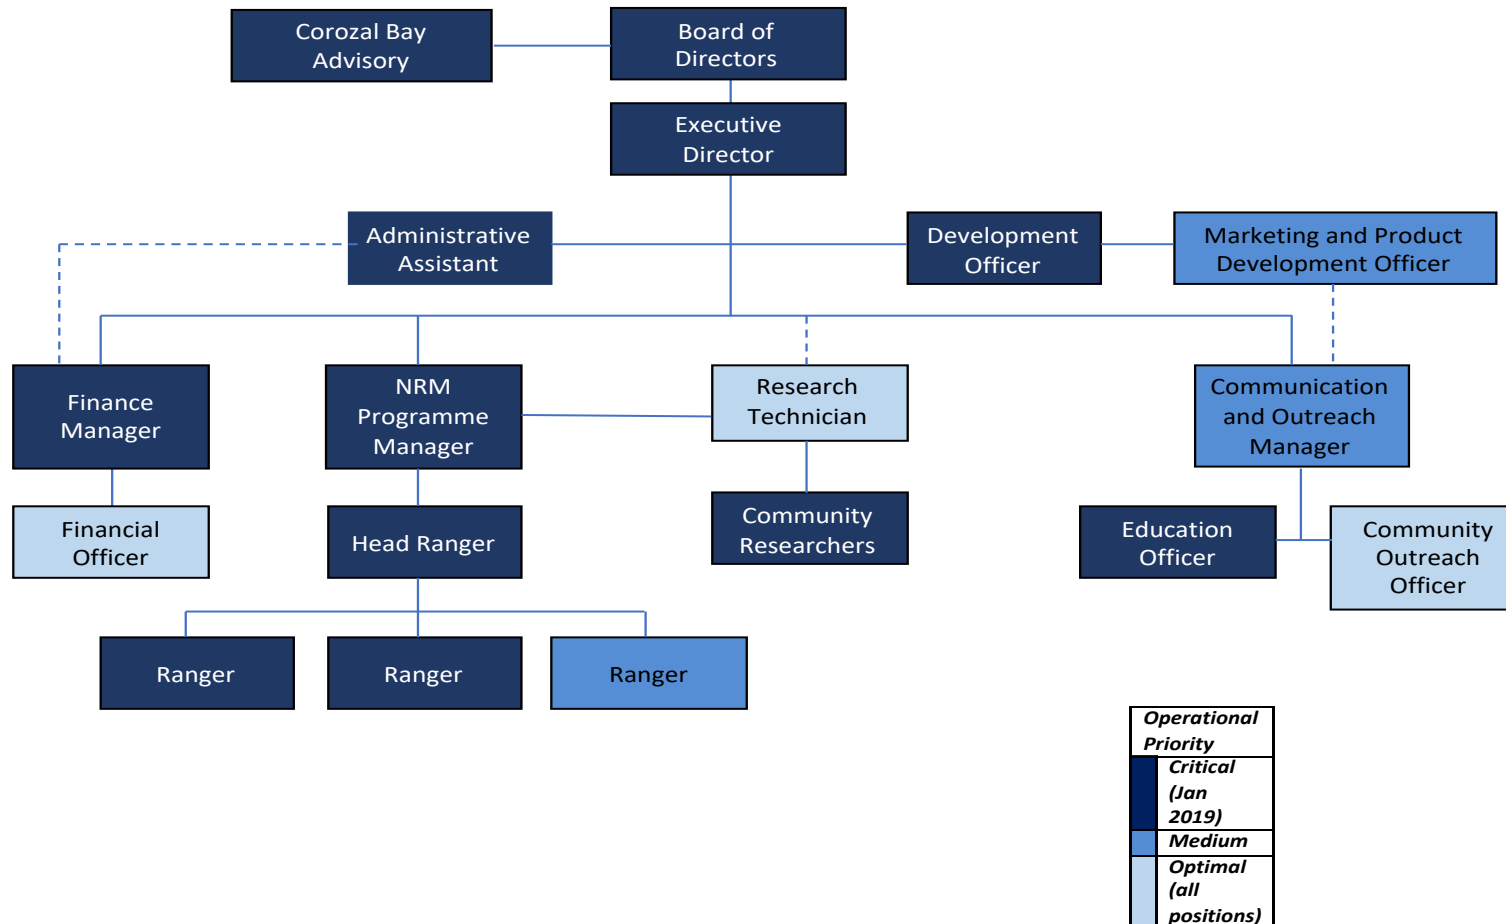 Corozal Bay
Advisory
Board of
Directors
Executive
Director
Administrative
Assistant
Development
Officer
Marketing and Product
Development Officer
Finance
Manager
NRM
Programme
Manager
Research
Technician
Communication
and Outreach
Manager
Financial
Officer
Head Ranger
Community
Researchers
Education
Officer
Community
Outreach
Officer
Ranger
Ranger
Ranger
Operational
Priority
Critical
(Jan
2019)
Medium
Optimal
(all
positions)